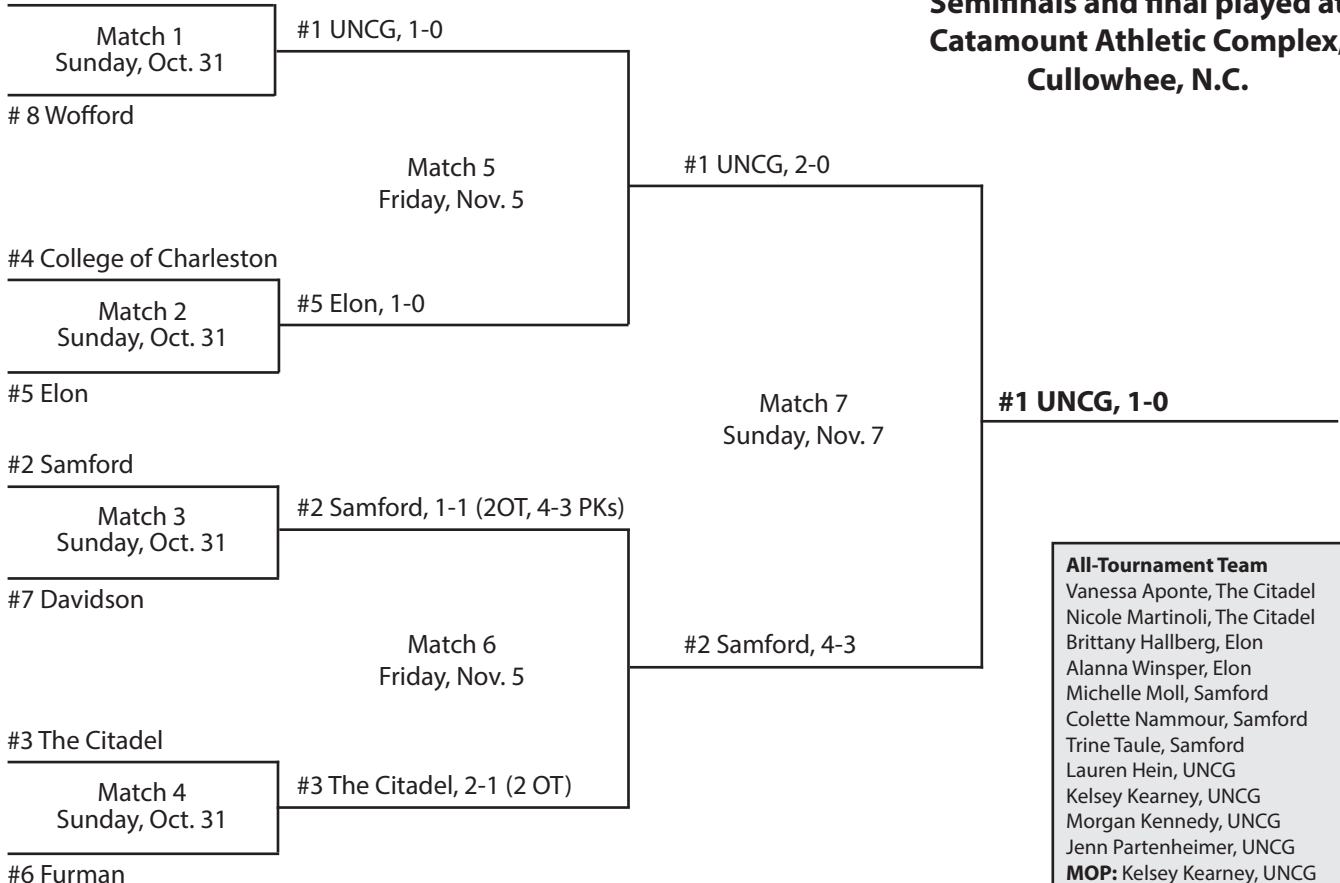 Semifinals and final played at
Catamount Athletic Complex,
Cullowhee, N.C.
Match 1
Sunday, Oct. 31
#1 UNCG, 1-0
# 8 Wofford
Match 5
Friday, Nov. 5
#1 UNCG, 2-0
#4 College of Charleston
Match 2
Sunday, Oct. 31
#5 Elon, 1-0
#5 Elon
Match 7
Sunday, Nov. 7
#1 UNCG, 1-0
#2 Samford
Match 3
Sunday, Oct. 31
#2 Samford, 1-1 (2OT, 4-3 PKs)
#7 Davidson
Match 6
Friday, Nov. 5
#2 Samford, 4-3
#3 The Citadel
Match 4
Sunday, Oct. 31
#3 The Citadel, 2-1 (2 OT)
#6 Furman
All-Tournament Team
Vanessa Aponte, The Citadel
Nicole Martinoli, The Citadel
Brittany Hallberg, Elon
Alanna Winsper, Elon
Michelle Moll, Samford
Colette Nammour, Samford
Trine Taule, Samford
Lauren Hein, UNCG
Kelsey Kearney, UNCG
Morgan Kennedy, UNCG
Jenn Partenheimer, UNCG
MOP: Kelsey Kearney, UNCG